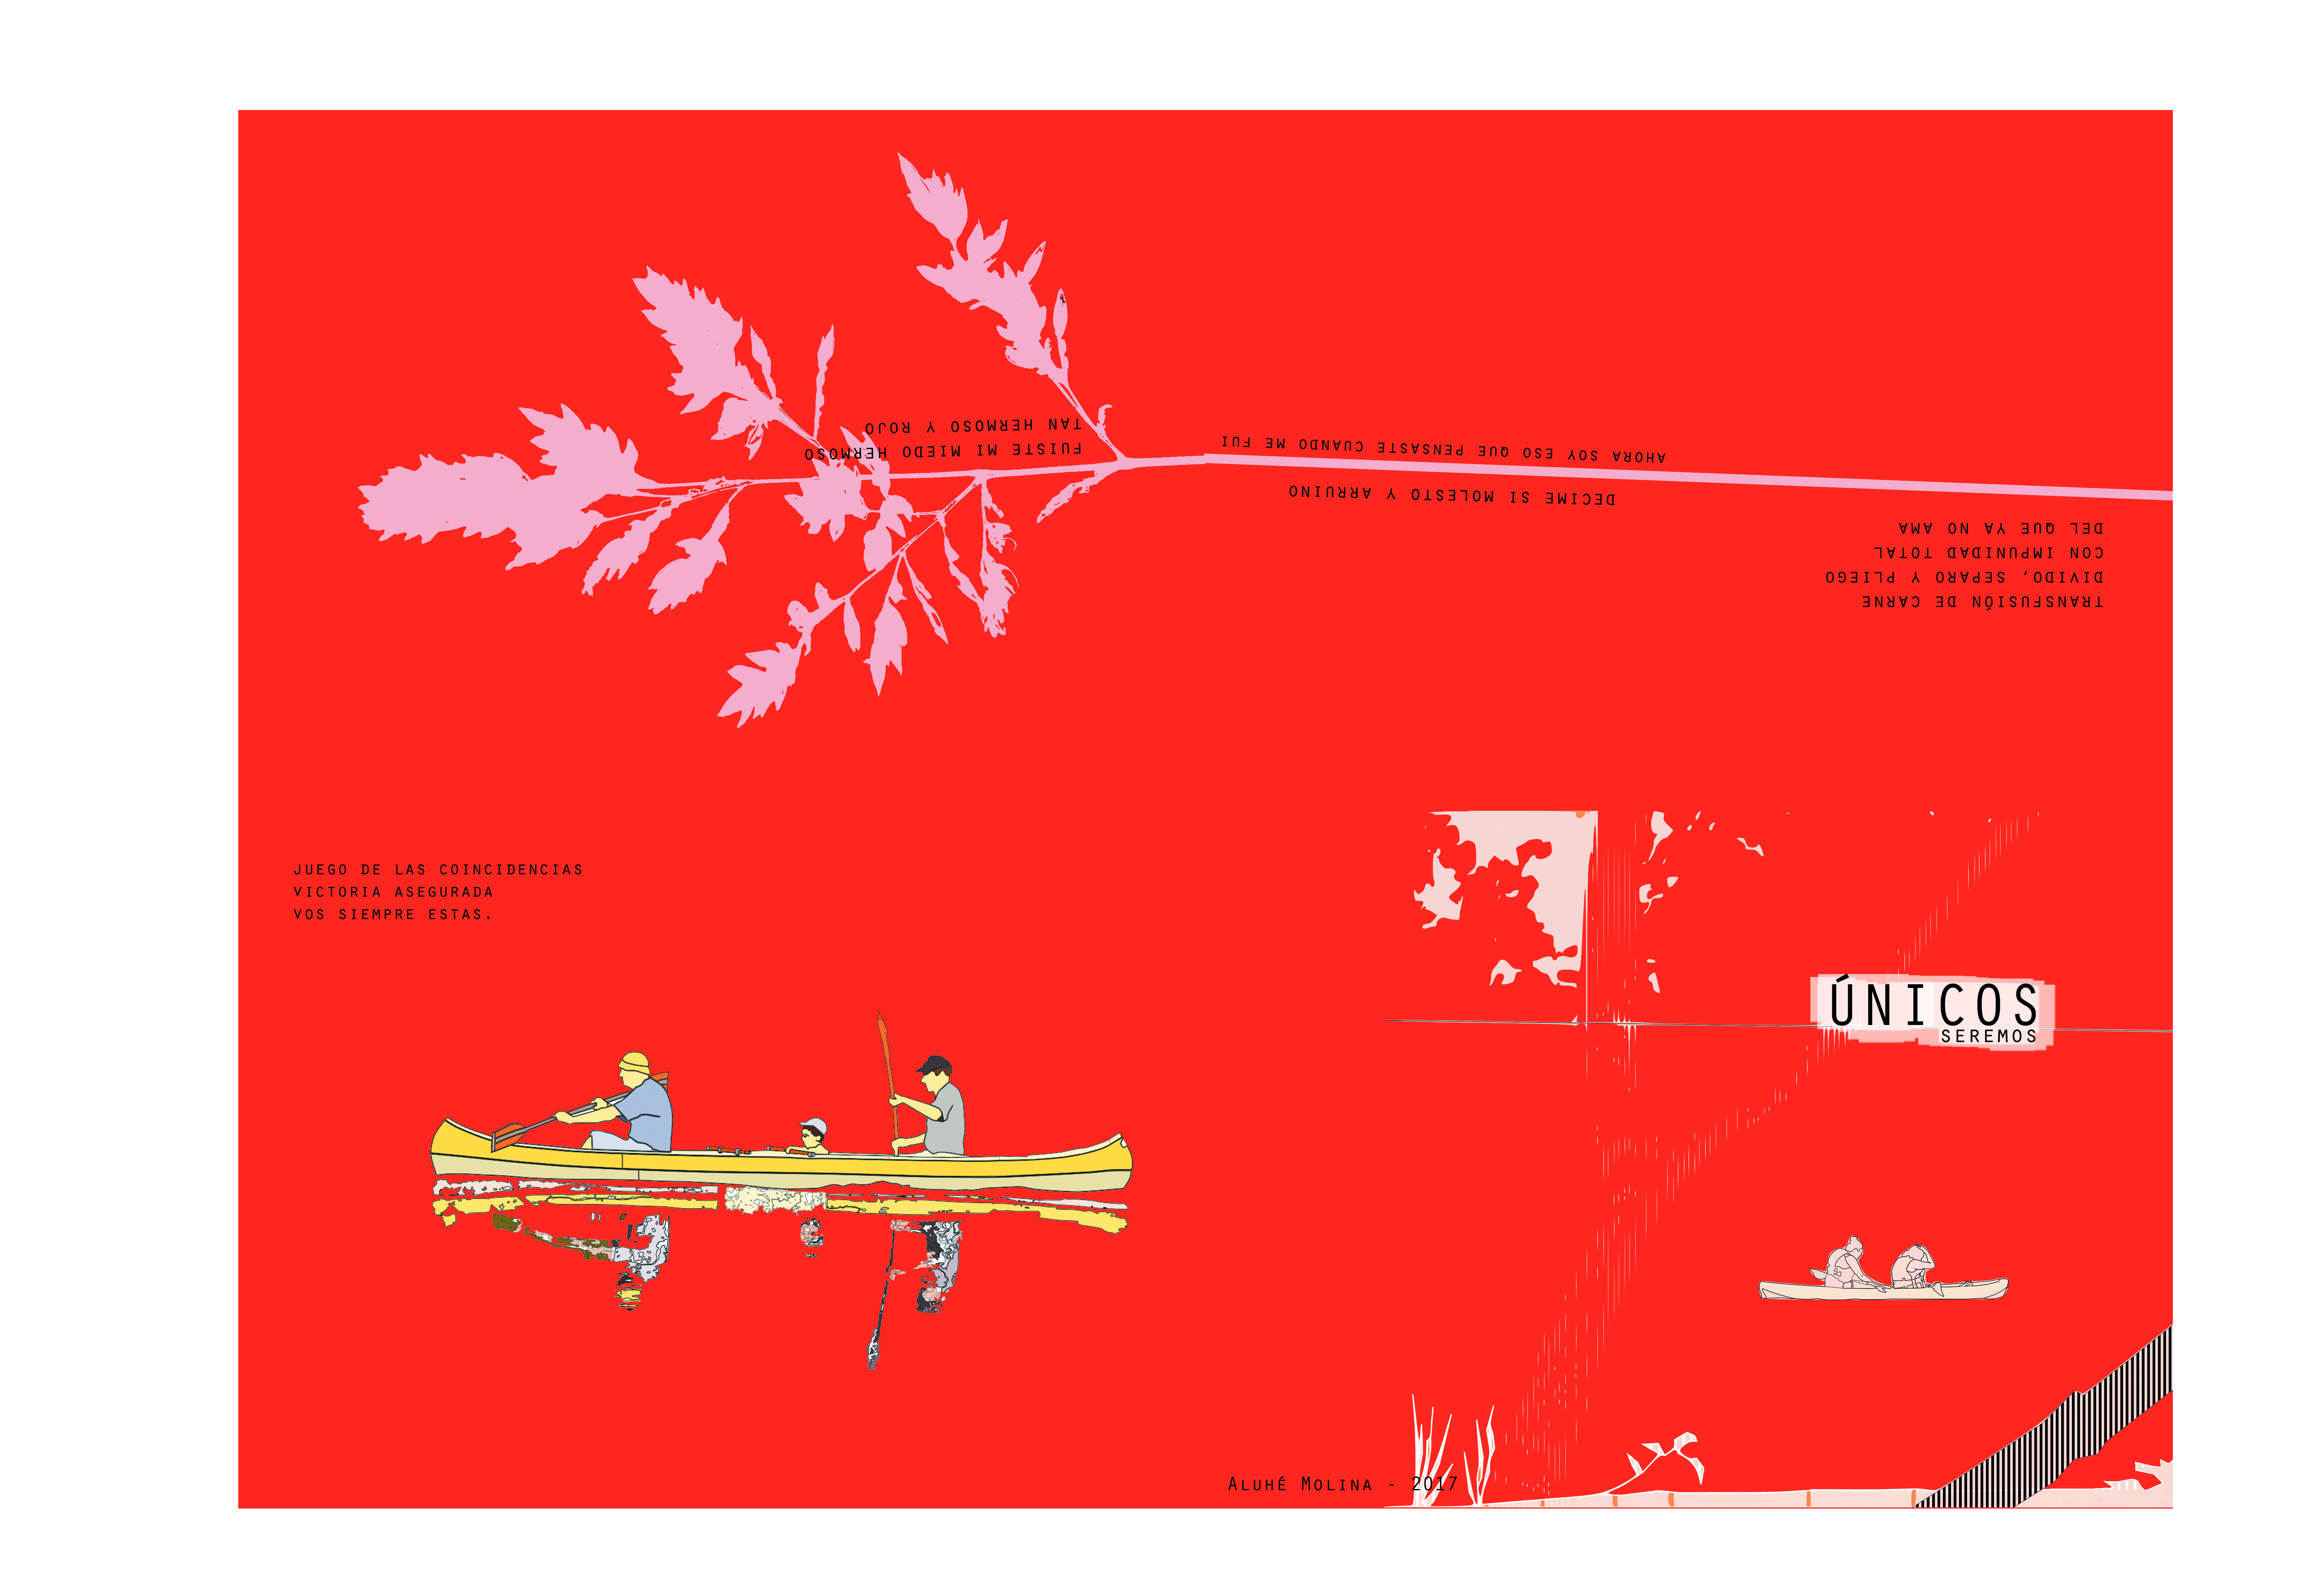 FUISTE MI MIEDO HERMOSO
TAN HERMOSO Y ROJO
AHORA SOY ESO QUE PENSASTE CUANDO ME FUI
DECIME SI MOLESTO Y ARRUINO
TRANSFUSIÓN DE CARNE
DIVIDO, SEPARO Y PLIEGO
CON IMPUNIDAD TOTAL
DEL QUE YA NO AMA
JUEGO DE LAS COINCIDENCIAS
VICTORIA ASEGURADA
VOS SIEMPRE ESTAS.
ÚNICOS
SEREMOS
ALUHÉ MOLINA - 2017